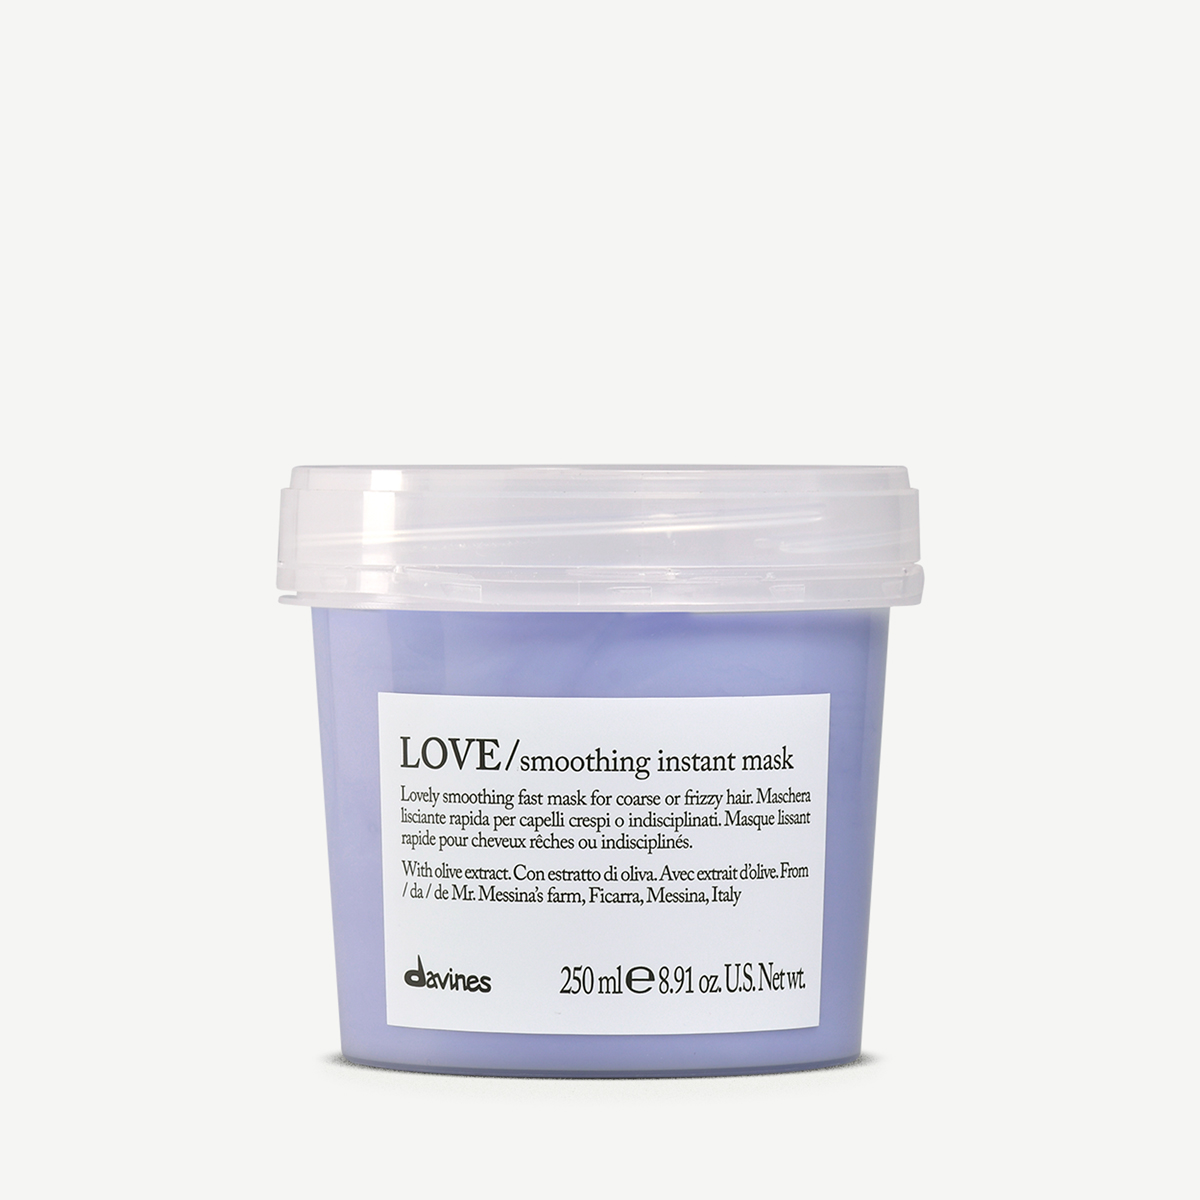 LOVE/smoothing instant mask
Lovely smoothing fast mask for coarse or frizzy hair. Maschera
lisciante rapida per capelli crespi o indisciplinati. Masque lissant
rapide pour cheveux rêches ou indisciplinés.
With olive extract. Con estratto di oliva. Avec extrait d'olive. From
/ da / de Mr. Messina's farm, Ficarra, Messina, Italy
davines 250 ml ℮ 8.91 oz. U.S. Net wt.